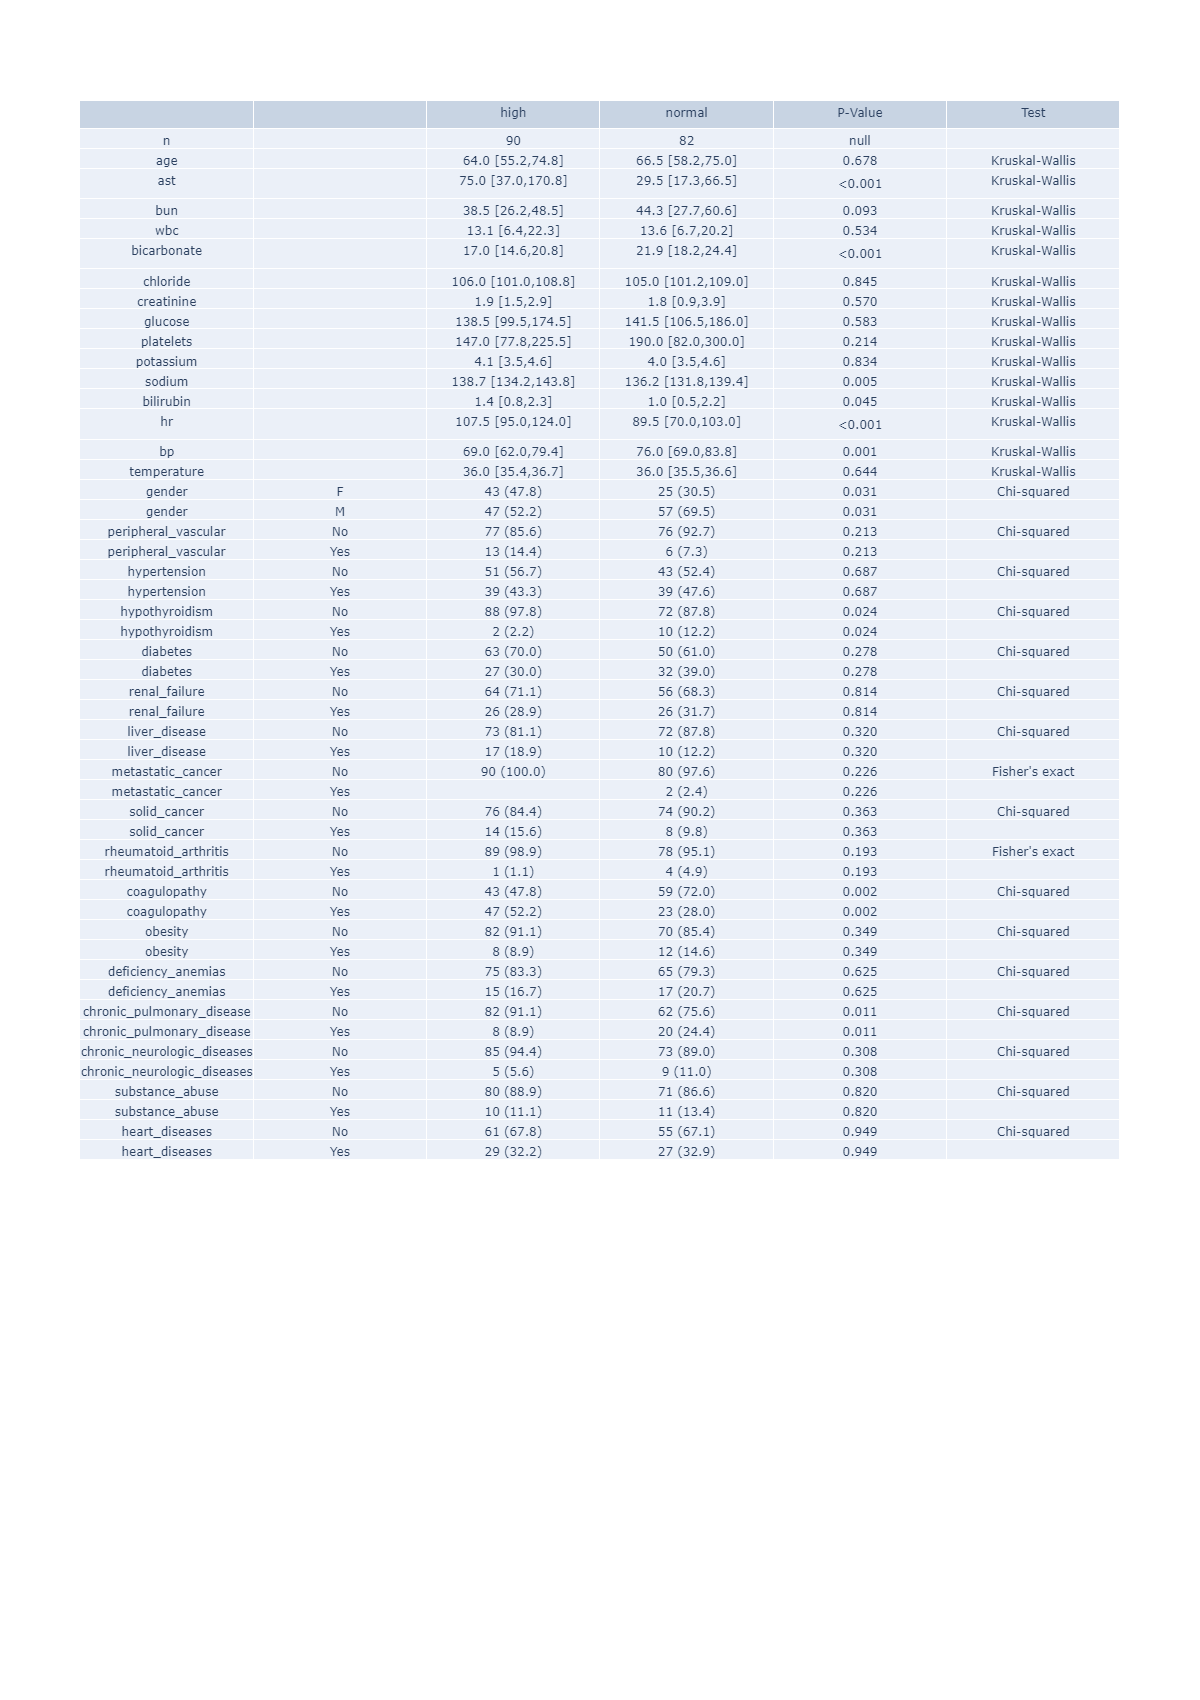 high normal P-Value Test
n 90 82 null
age 64.0 [55.2,74.8] 66.5 [58.2,75.0] 0.678 Kruskal-Wallis
ast 75.0 [37.0,170.8] 29.5 [17.3,66.5] <0.001 Kruskal-Wallis
bun 38.5 [26.2,48.5] 44.3 [27.7,60.6] 0.093 Kruskal-Wallis
wbc 13.1 [6.4,22.3] 13.6 [6.7,20.2] 0.534 Kruskal-Wallis
bicarbonate 17.0 [14.6,20.8] 21.9 [18.2,24.4] <0.001 Kruskal-Wallis
chloride 106.0 [101.0,108.8] 105.0 [101.2,109.0] 0.845 Kruskal-Wallis
creatinine 1.9 [1.5,2.9] 1.8 [0.9,3.9] 0.570 Kruskal-Wallis
glucose 138.5 [99.5,174.5] 141.5 [106.5,186.0] 0.583 Kruskal-Wallis
platelets 147.0 [77.8,225.5] 190.0 [82.0,300.0] 0.214 Kruskal-Wallis
potassium 4.1 [3.5,4.6] 4.0 [3.5,4.6] 0.834 Kruskal-Wallis
sodium 138.7 [134.2,143.8] 136.2 [131.8,139.4] 0.005 Kruskal-Wallis
bilirubin 1.4 [0.8,2.3] 1.0 [0.5,2.2] 0.045 Kruskal-Wallis
hr 107.5 [95.0,124.0] 89.5 [70.0,103.0] <0.001 Kruskal-Wallis
bp 69.0 [62.0,79.4] 76.0 [69.0,83.8] 0.001 Kruskal-Wallis
temperature 36.0 [35.4,36.7] 36.0 [35.5,36.6] 0.644 Kruskal-Wallis
gender F 43 (47.8) 25 (30.5) 0.031 Chi-squared
gender M 47 (52.2) 57 (69.5) 0.031
peripheral_vascular No 77 (85.6) 76 (92.7) 0.213 Chi-squared
peripheral_vascular Yes 13 (14.4) 6 (7.3) 0.213
hypertension No 51 (56.7) 43 (52.4) 0.687 Chi-squared
hypertension Yes 39 (43.3) 39 (47.6) 0.687
hypothyroidism No 88 (97.8) 72 (87.8) 0.024 Chi-squared
hypothyroidism Yes 2 (2.2) 10 (12.2) 0.024
diabetes No 63 (70.0) 50 (61.0) 0.278 Chi-squared
diabetes Yes 27 (30.0) 32 (39.0) 0.278
renal_failure No 64 (71.1) 56 (68.3) 0.814 Chi-squared
renal_failure Yes 26 (28.9) 26 (31.7) 0.814
liver_disease No 73 (81.1) 72 (87.8) 0.320 Chi-squared
liver_disease Yes 17 (18.9) 10 (12.2) 0.320
metastatic_cancer No 90 (100.0) 80 (97.6) 0.226 Fisher's exact
metastatic_cancer Yes 2 (2.4) 0.226
solid_cancer No 76 (84.4) 74 (90.2) 0.363 Chi-squared
solid_cancer Yes 14 (15.6) 8 (9.8) 0.363
rheumatoid_arthritis No 89 (98.9) 78 (95.1) 0.193 Fisher's exact
rheumatoid_arthritis Yes 1 (1.1) 4 (4.9) 0.193
coagulopathy No 43 (47.8) 59 (72.0) 0.002 Chi-squared
coagulopathy Yes 47 (52.2) 23 (28.0) 0.002
obesity No 82 (91.1) 70 (85.4) 0.349 Chi-squared
obesity Yes 8 (8.9) 12 (14.6) 0.349
deficiency_anemias No 75 (83.3) 65 (79.3) 0.625 Chi-squared
deficiency_anemias Yes 15 (16.7) 17 (20.7) 0.625
chronic_pulmonary_disease No 82 (91.1) 62 (75.6) 0.011 Chi-squared
chronic_pulmonary_disease Yes 8 (8.9) 20 (24.4) 0.011
chronic_neurologic_diseases No 85 (94.4) 73 (89.0) 0.308 Chi-squared
chronic_neurologic_diseases Yes 5 (5.6) 9 (11.0) 0.308
substance_abuse No 80 (88.9) 71 (86.6) 0.820 Chi-squared
substance_abuse Yes 10 (11.1) 11 (13.4) 0.820
heart_diseases No 61 (67.8) 55 (67.1) 0.949 Chi-squared
heart_diseases Yes 29 (32.2) 27 (32.9) 0.949